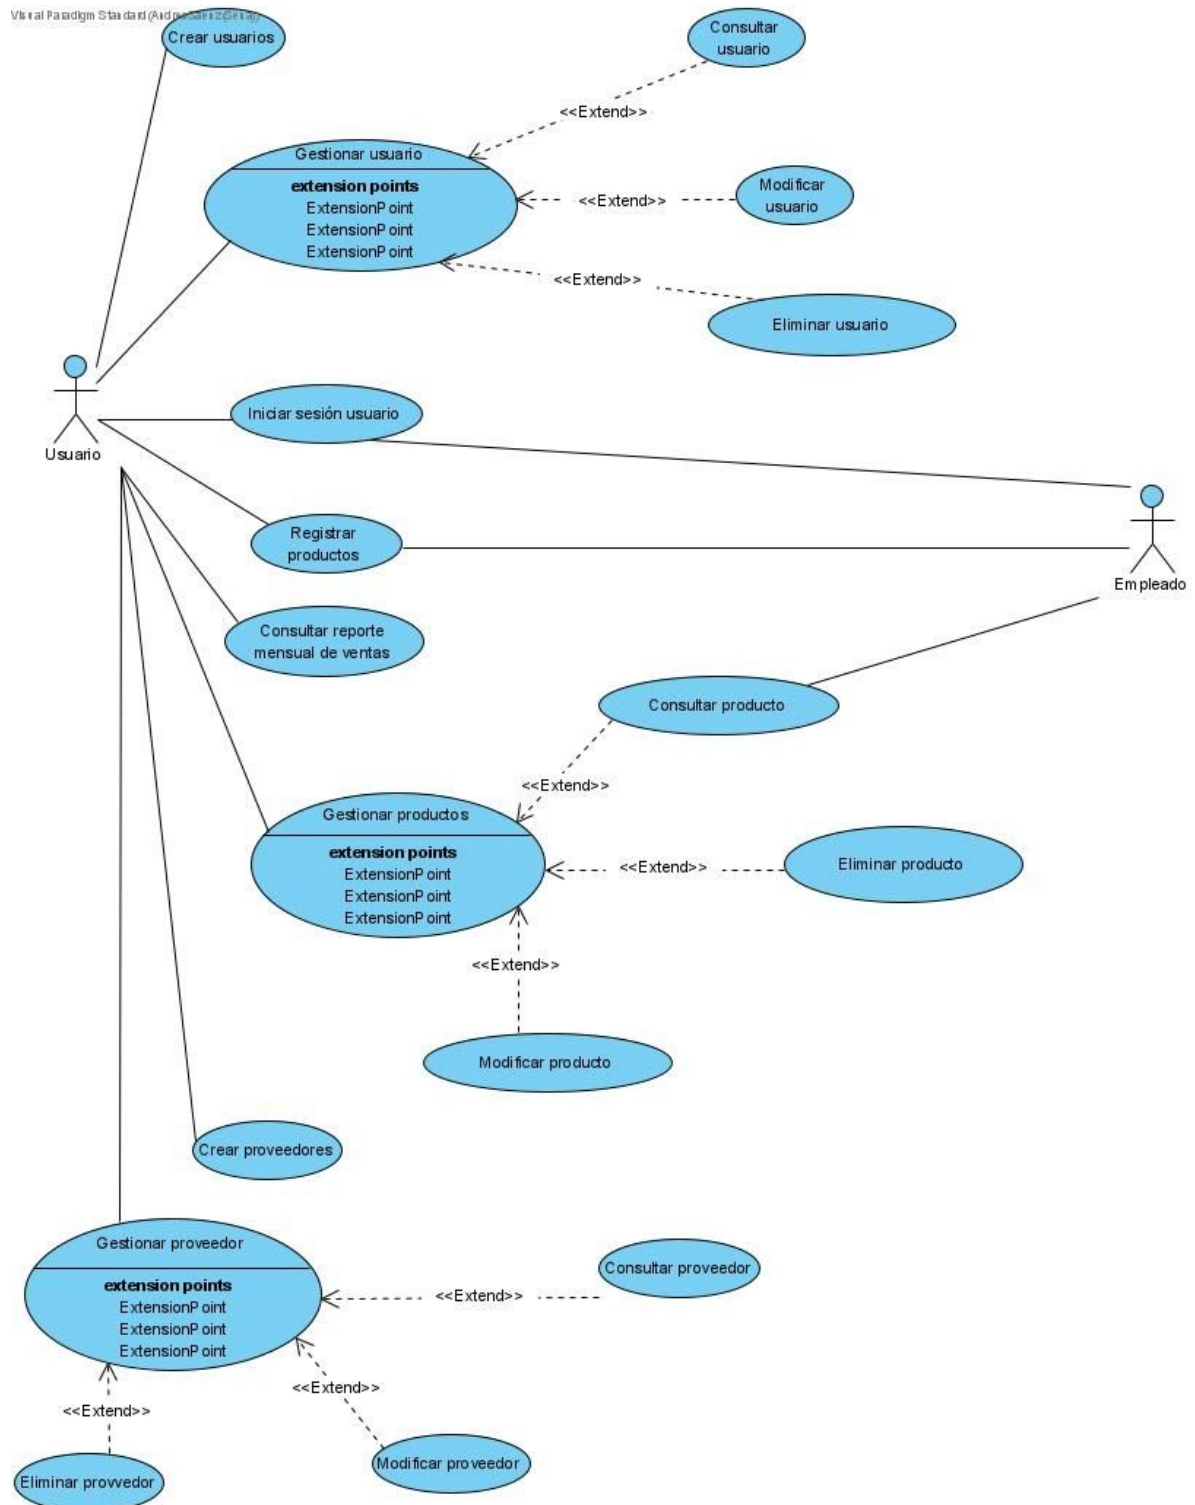 Visual Paradigm Standard(Andrea Saenz(Sena))
Crear usuarios
Consultar
usuario
<<Extend>>
Gestionar usuario
extension points
ExtensionPoint
ExtensionPoint
ExtensionPoint
<<Extend>>
Modificar
usuario
<<Extend>>
Eliminar usuario
Usuario
Iniciar sesión usuario
Registrar
productos
Empleado
Consultar reporte
mensual de ventas
Consultar producto
<<Extend>>
Gestionar productos
extension points
ExtensionPoint
ExtensionPoint
ExtensionPoint
<<Extend>>
Eliminar producto
<<Extend>>
Modificar producto
Crear proveedores
Gestionar proveedor
extension points
ExtensionPoint
ExtensionPoint
ExtensionPoint
<<Extend>>
Consultar proveedor
<<Extend>>
<<Extend>>
Modificar proveedor
Eliminar provvedor